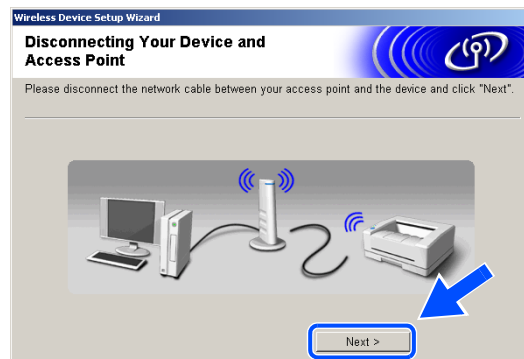 Wireless Device Setup Wizard
Disconnecting Your Device and
Access Point
Please disconnect the network cable between your access point and the device and click "Next".
Next >